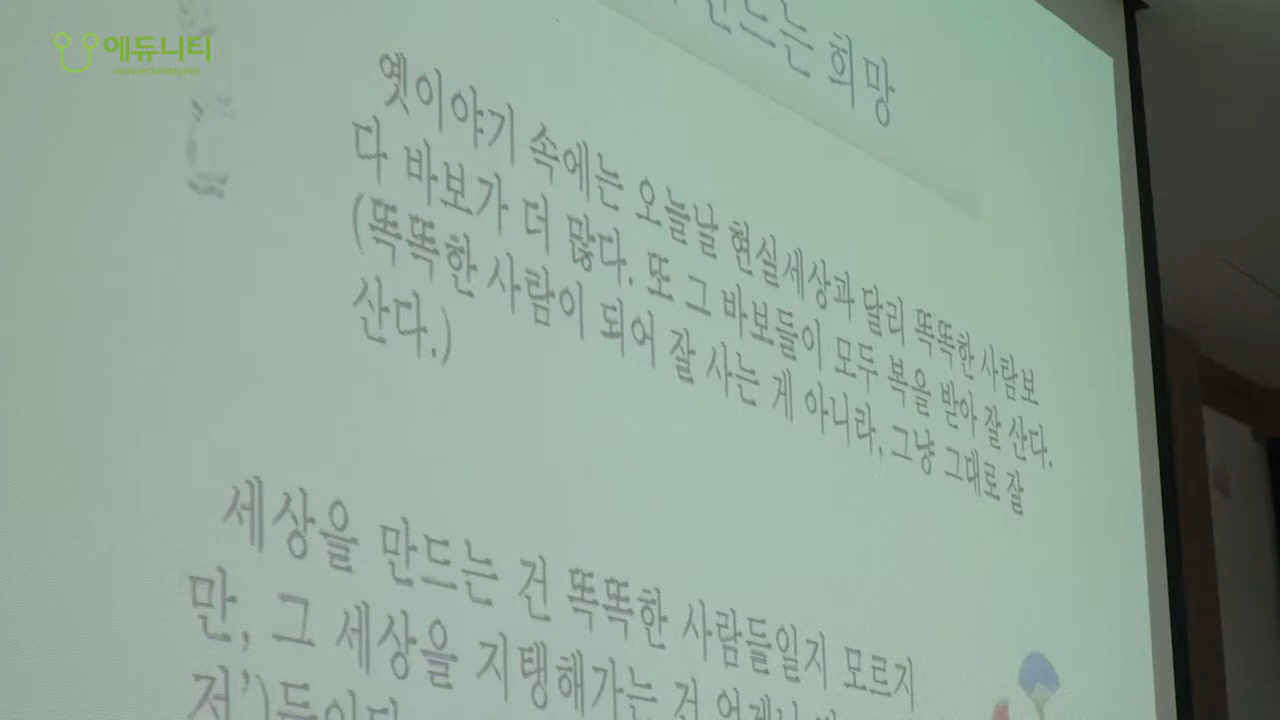 에듀니티
만드는 희망
옛이야기 속에는 오늘날 현실세상과 달리 똑똑한 사람보
다 바보가 더 많다. 또 그 바보들이 모두 복을 받아 잘 산다.
(똑똑한 사람이 되어 잘 사는 게 아니라, 그냥 그대로 잘
산다.)
세상을 만드는 건 똑똑한 사람들일지 모르지
만, 그 세상을 지탱해가는 건 언제나